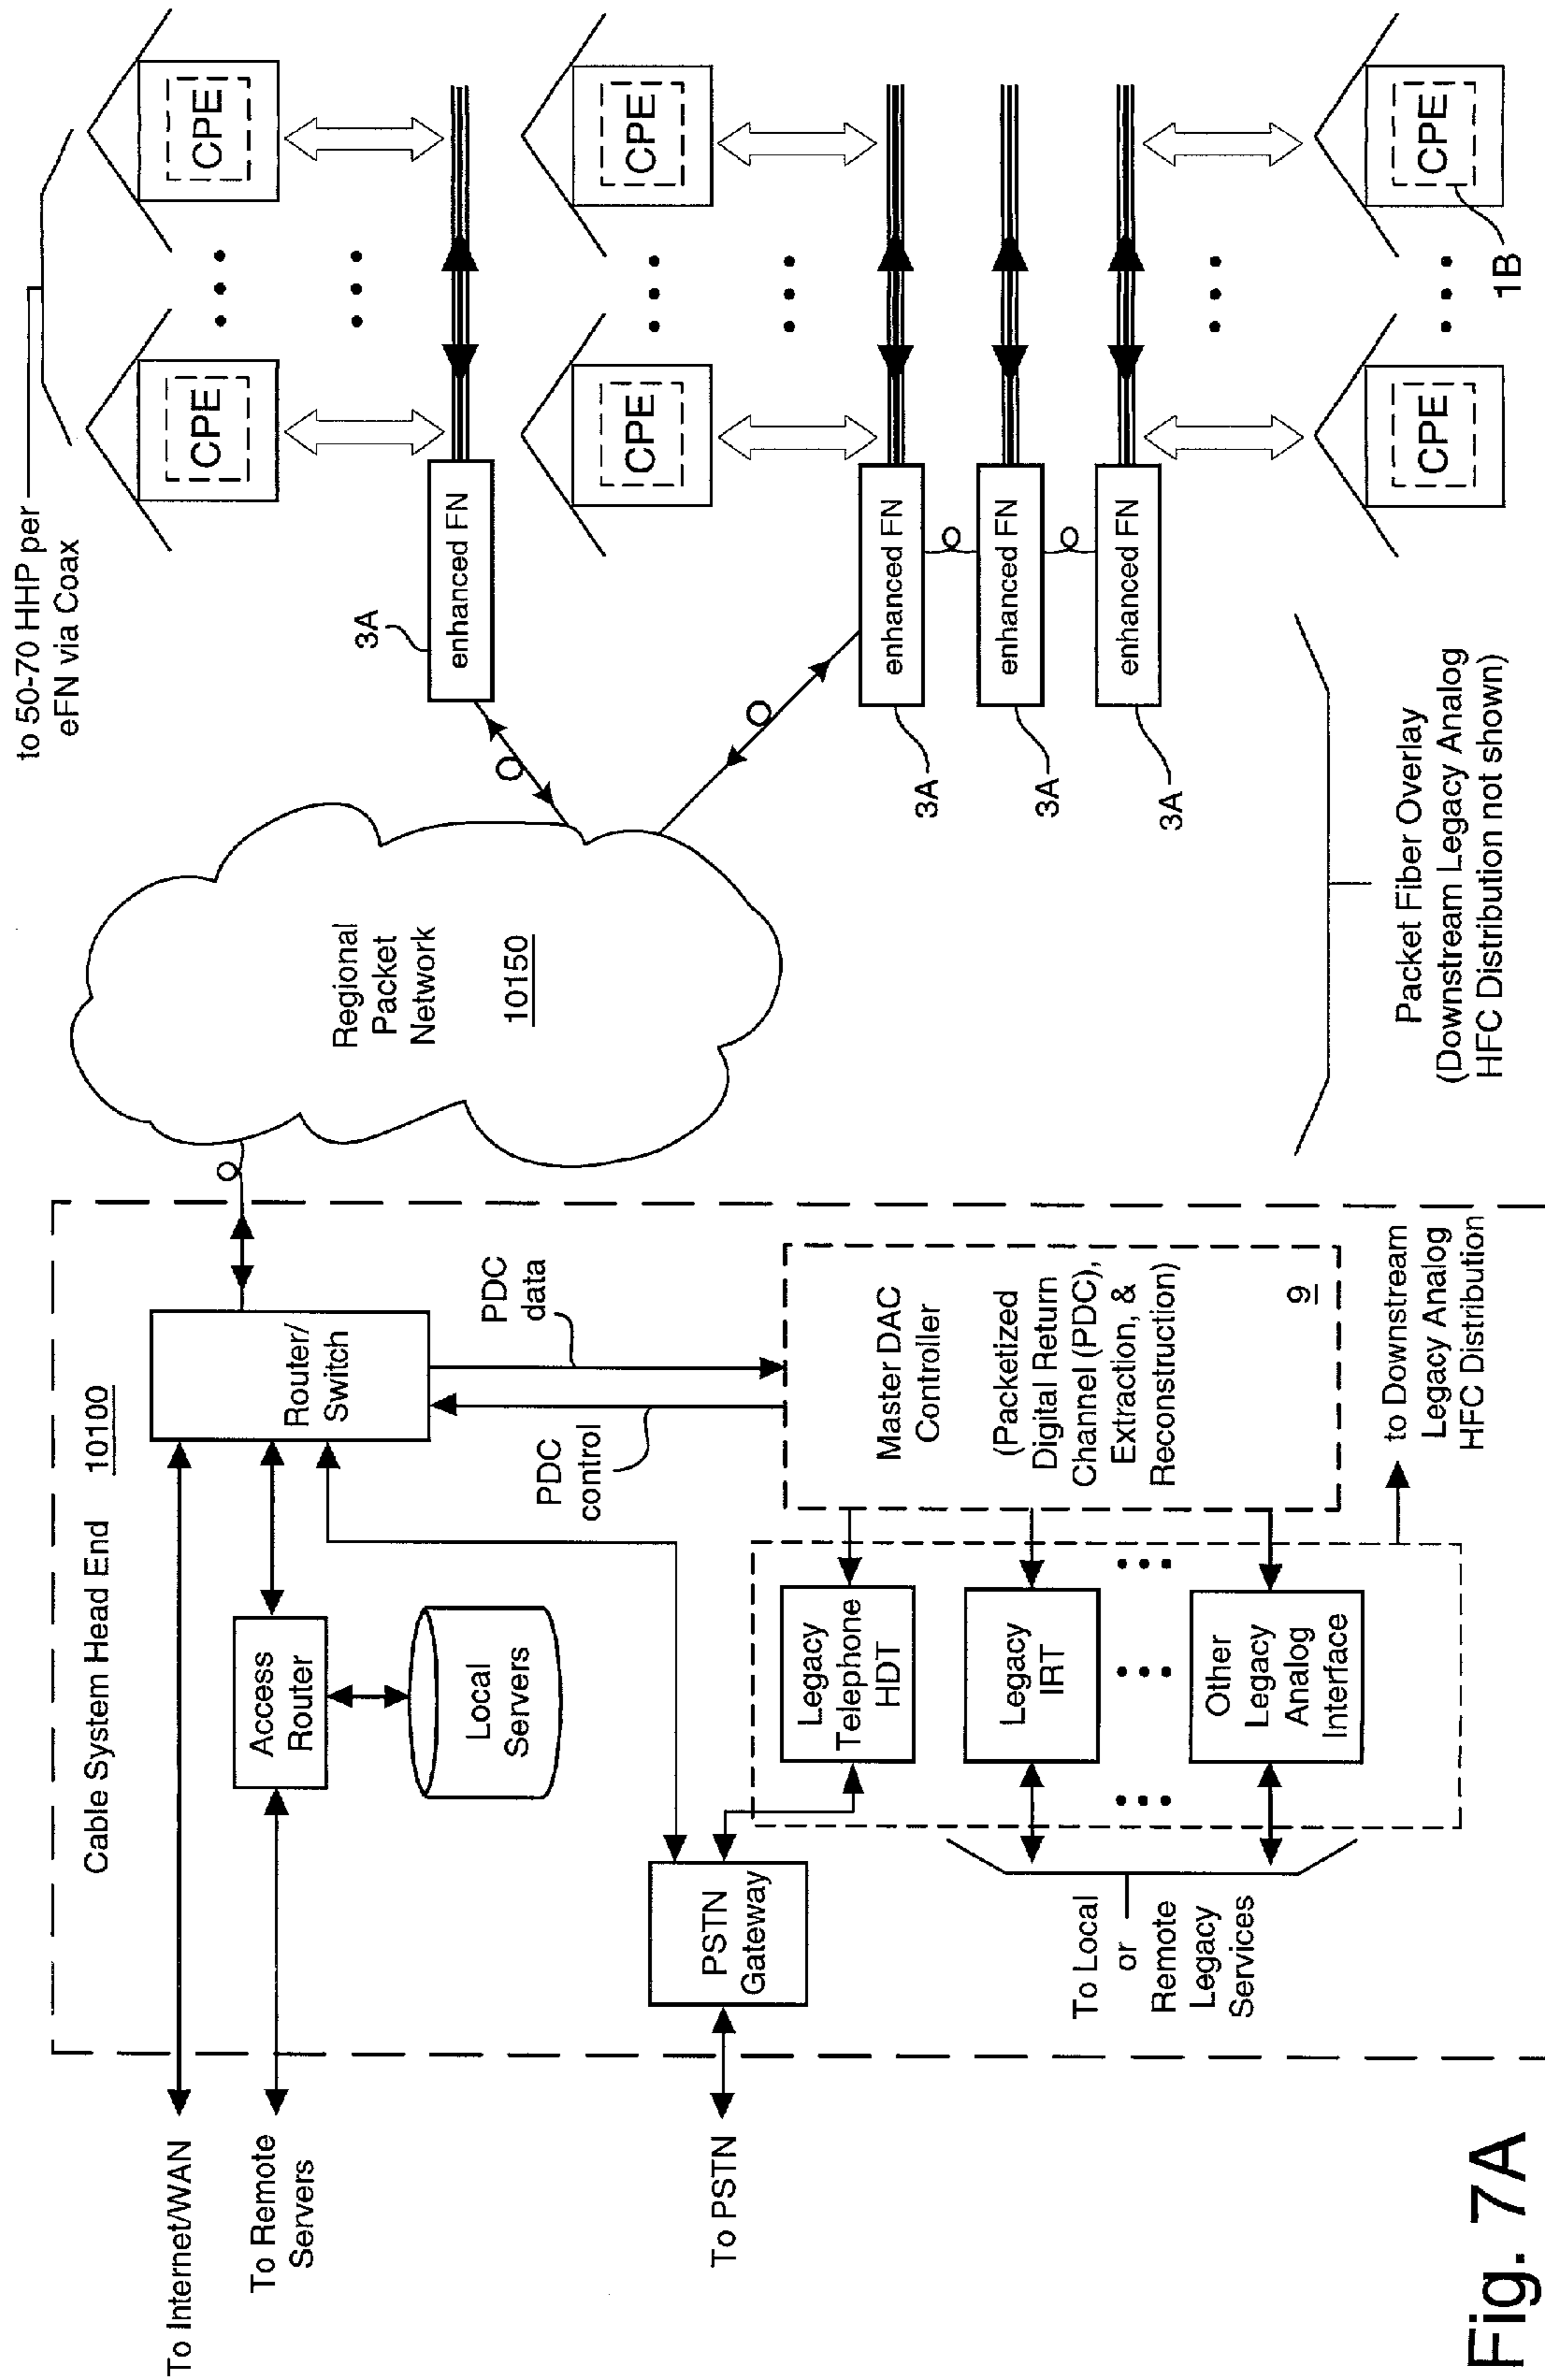 to 50-70 HHP per
eFN via Coax
CPE
CPE
3A
enhanced FN
CPE
CPE
enhanced FN
enhanced FN
enhanced FN
3A
3A
3A
CPE
CPE
1B
Regional
Packet
Network
10150
Packet Fiber Overlay
(Downstream Legacy Analog
HFC Distribution not shown)
Cable System Head End 10100
Router/
Switch
PDC
data
PDC
control
Access
Router
Local
Servers
Master DAC
Controller
(Packetized
Digital Return
Channel (PDC),
Extraction, &
Reconstruction)
9
Legacy
Telephone
HDT
Legacy
IRT
Other
Legacy
Analog
Interface
to Downstream
Legacy Analog
HFC Distribution
PSTN
Gateway
To Local
or
Remote
Legacy
Services
To Internet/WAN
To Remote
Servers
To PSTN
Fig. 7A